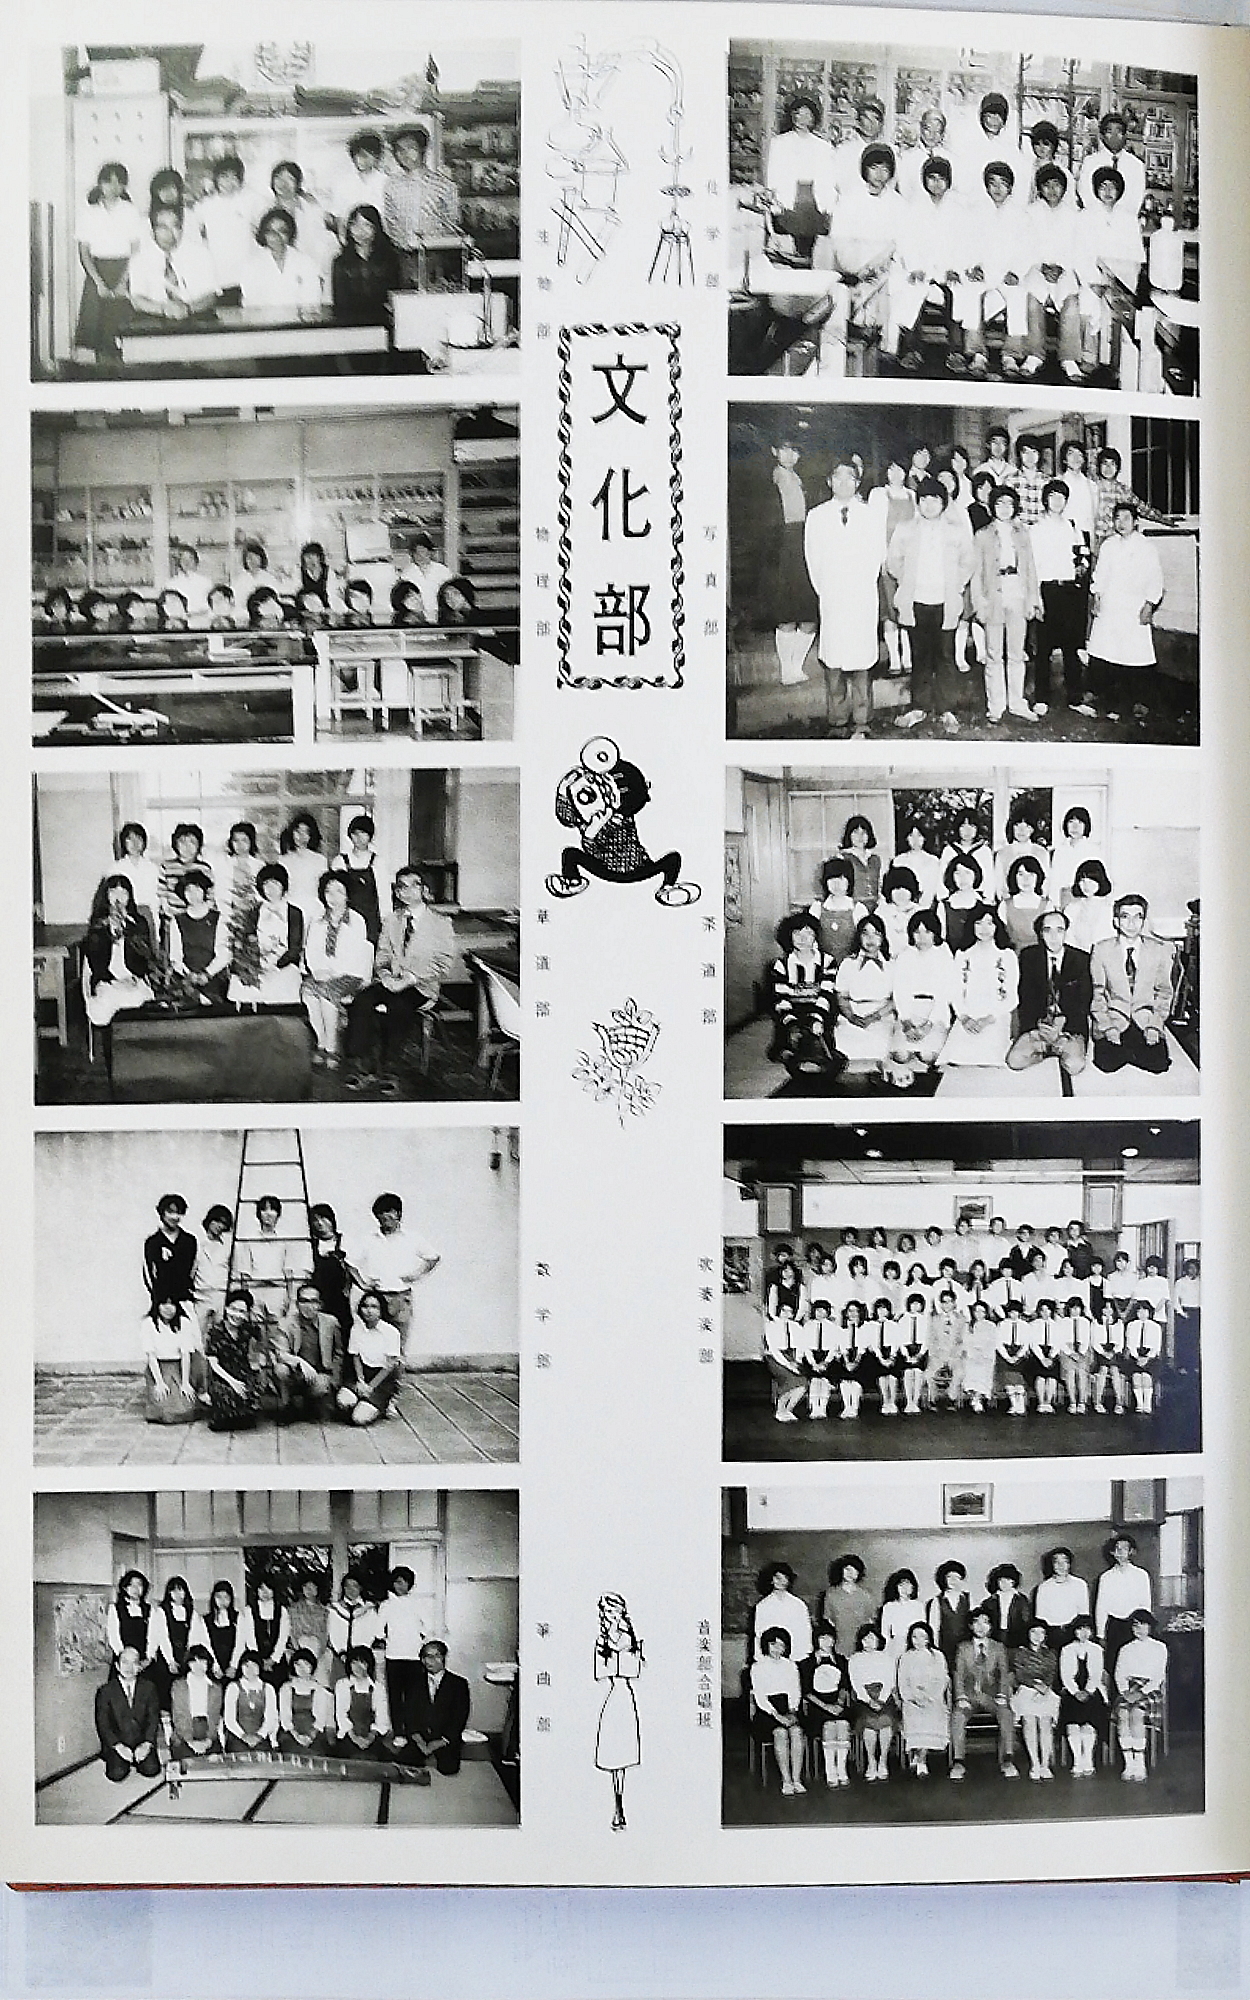 化学部
生物部
文化部
写真部
物理部
茶道部
華道部
吹奏楽部
数学部
音楽部合唱班
箏曲部